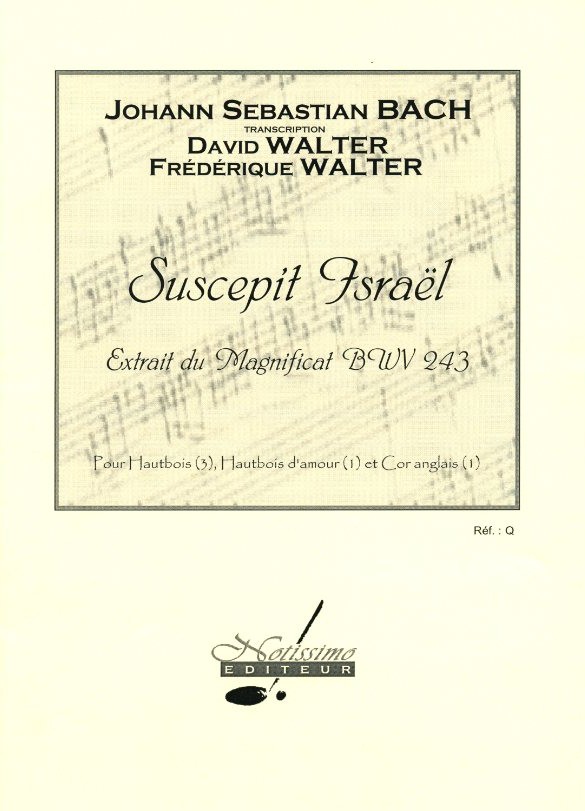 JOHANN SEBASTIAN BACH
TRANSCRIPTION
DAVID WALTER
FRÉDÉRIQUE WALTER
Suscepit Israël
Extrait du Magnificat BWV 243
Pour Hautbois (3), Hautbois d'amour (1) et Cor anglais (1)
Réf. : Q
Notissimo
EDITEUR